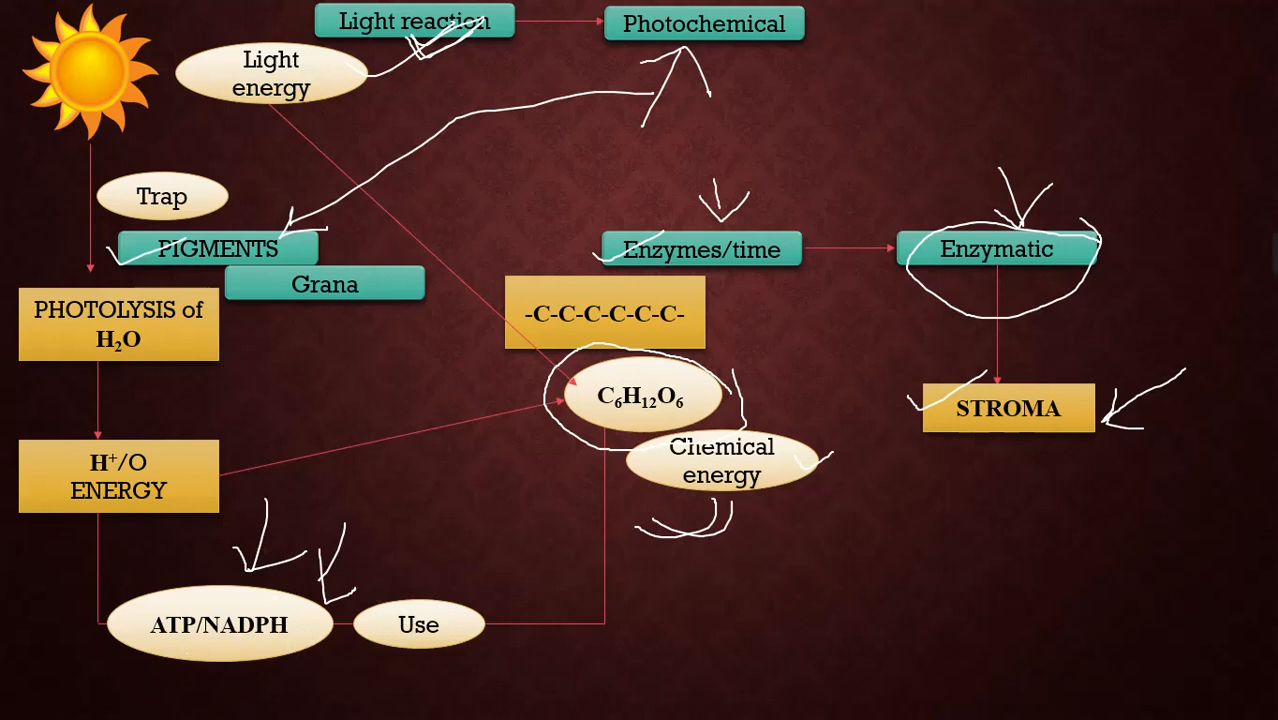 Light reaction
Photochemical
Light
energy
Trap
PIGMENTS
Grana
Enzymes/time
Enzymatic
PHOTOLYSIS of
H₂O
-C-C-C-C-C-C-
C₆H₁₂O₆
STROMA
Chemical
energy
H⁺/O
ENERGY
ATP/NADPH
Use